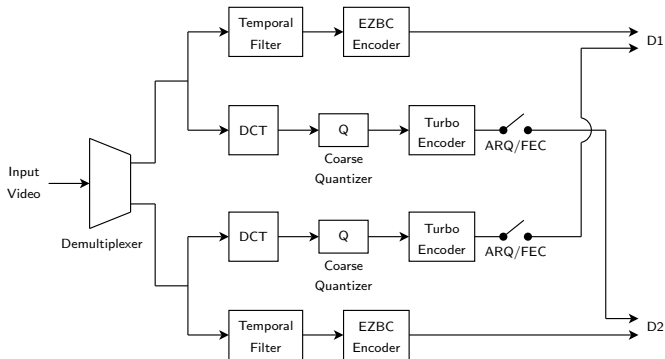 Temporal
Filter
EZBC
Encoder
D1
DCT
Q
Coarse
Quantizer
Turbo
Encoder
ARQ/FEC
Input
Video
Demultiplexer
DCT
Q
Coarse
Quantizer
Turbo
Encoder
ARQ/FEC
Temporal
Filter
EZBC
Encoder
D2